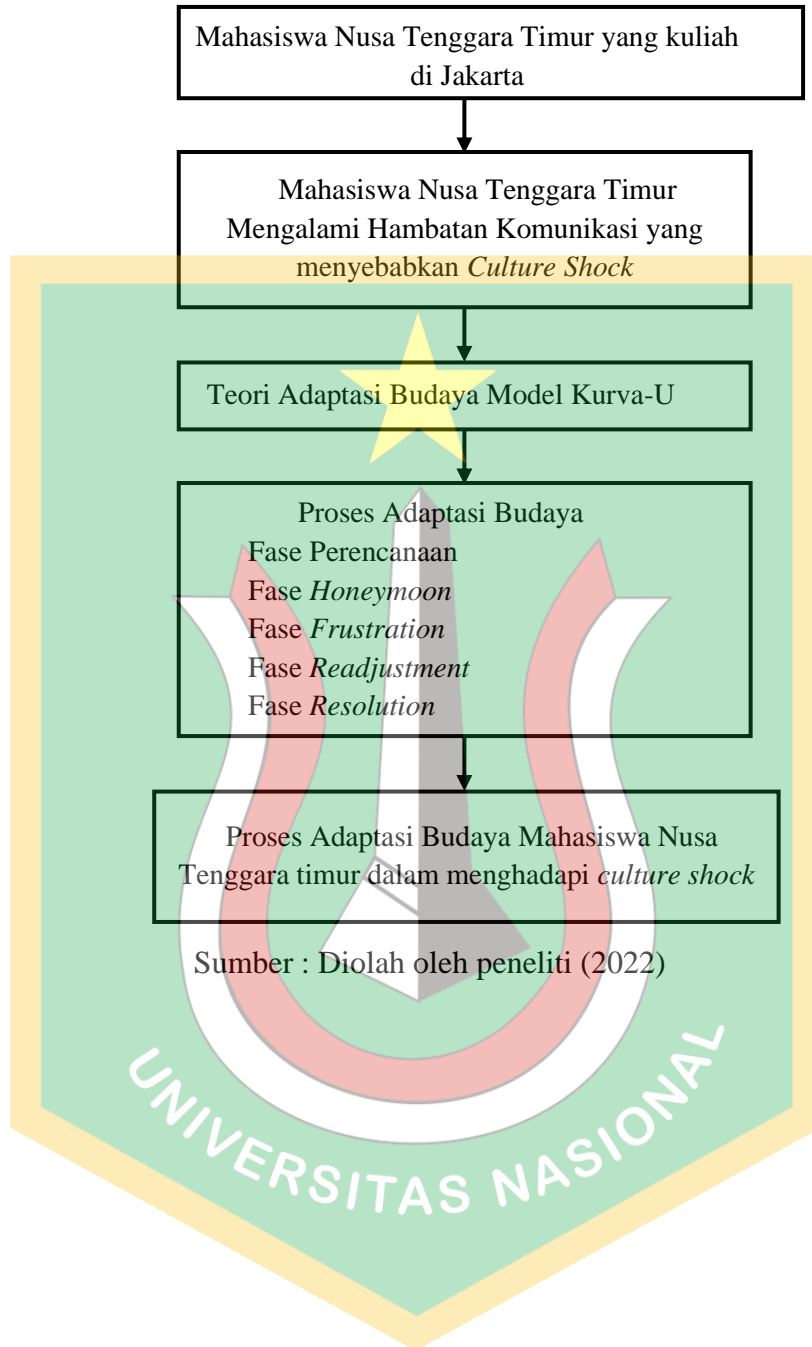 Mahasiswa Nusa Tenggara Timur yang kuliah
di Jakarta
Mahasiswa Nusa Tenggara Timur
Mengalami Hambatan Komunikasi yang
menyebabkan Culture Shock
Teori Adaptasi Budaya Model Kurva-U
Proses Adaptasi Budaya
Fase Perencanaan
Fase Honeymoon
Fase Frustration
Fase Readjustment
Fase Resolution
Proses Adaptasi Budaya Mahasiswa Nusa
Tenggara timur dalam menghadapi culture shock
Sumber : Diolah oleh peneliti (2022)
UNIVERSITAS NASIONAL